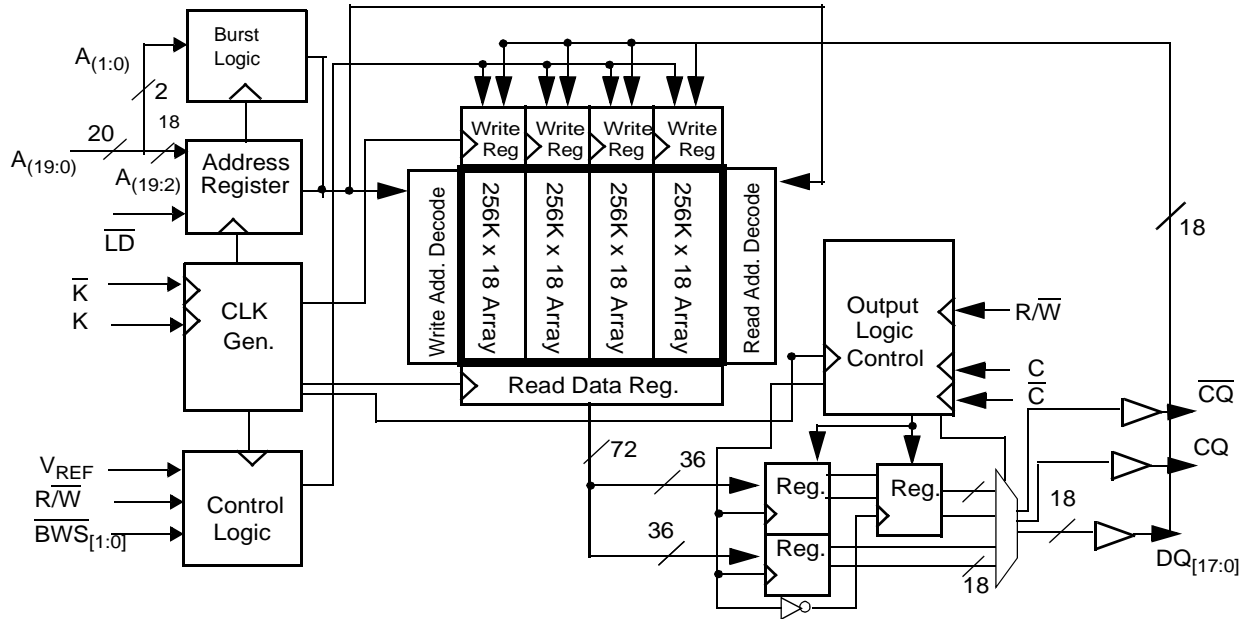 Burst
Logic
A(1:0)
2
20
18
A(19:0)
A(19:2)
Address
Register
L̅D̅
K̅
K
CLK
Gen.
VREF
R/W̅
B̅W̅S̅[1:0]
Control
Logic
Write
Reg
Write
Reg
Write
Reg
Write
Reg
Write Add. Decode
256K x 18 Array
256K x 18 Array
256K x 18 Array
256K x 18 Array
Read Add. Decode
Read Data Reg.
72
36
36
Output
Logic
Control
R/W̅
C
C̅
Reg.
Reg.
Reg.
18
18
18
C̅Q̅
CQ
DQ[17:0]